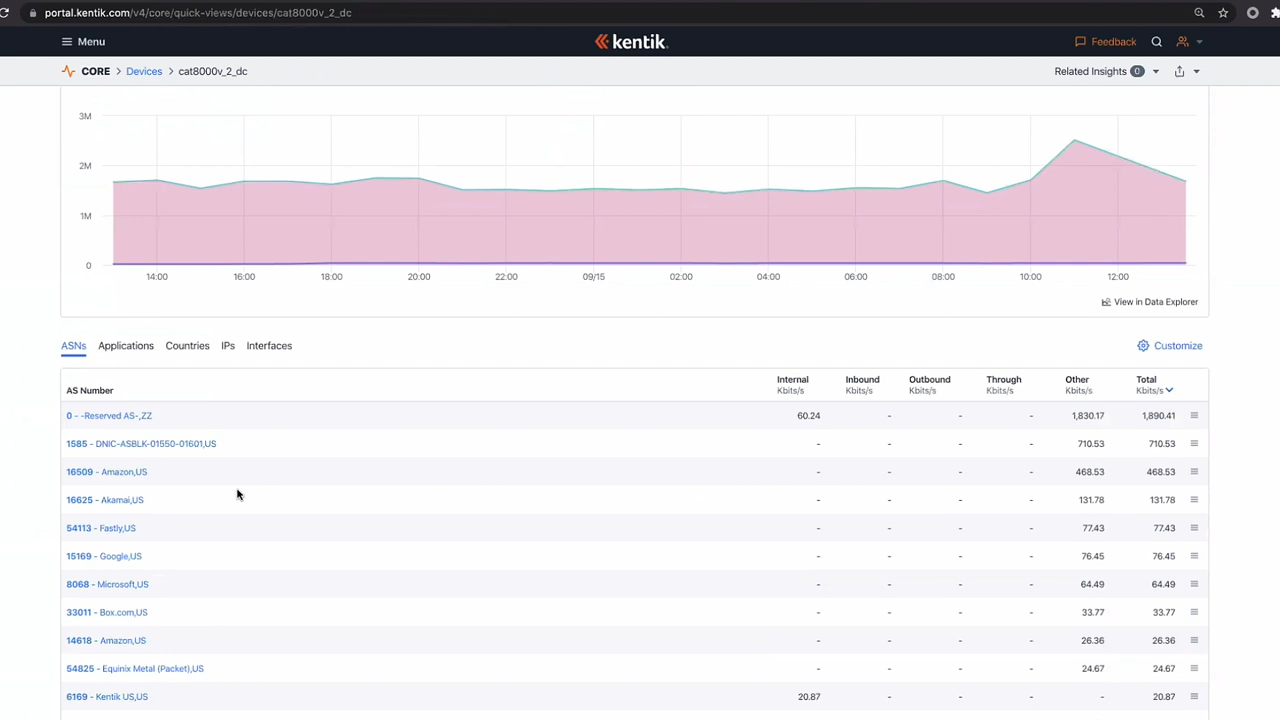 portal.kentik.com/v4/core/quick-views/devices/cat8000v_2_dc
Menu
kentik.
Feedback
CORE > Devices > cat8000v_2_dc
Related Insights 0
3M
2M
1M
0
14:00 16:00 18:00 20:00 22:00 09/15 02:00 04:00 06:00 08:00 10:00 12:00
View in Data Explorer
ASNs Applications Countries IPs Interfaces
Customize
AS Number Internal Kbits/s Inbound Kbits/s Outbound Kbits/s Through Kbits/s Other Kbits/s Total Kbits/s
0 - -Reserved AS-,ZZ 60.24 - - - 1,830.17 1,890.41
1585 - DNIC-ASBLK-01550-01601,US - - - - 710.53 710.53
16509 - Amazon,US - - - - 468.53 468.53
16625 - Akamai,US - - - - 131.78 131.78
54113 - Fastly,US - - - - 77.43 77.43
15169 - Google,US - - - - 76.45 76.45
8068 - Microsoft,US - - - - 64.49 64.49
33011 - Box.com,US - - - - 33.77 33.77
14618 - Amazon,US - - - - 26.36 26.36
54825 - Equinix Metal (Packet),US - - - - 24.67 24.67
6169 - Kentik US,US 20.87 - - - - 20.87